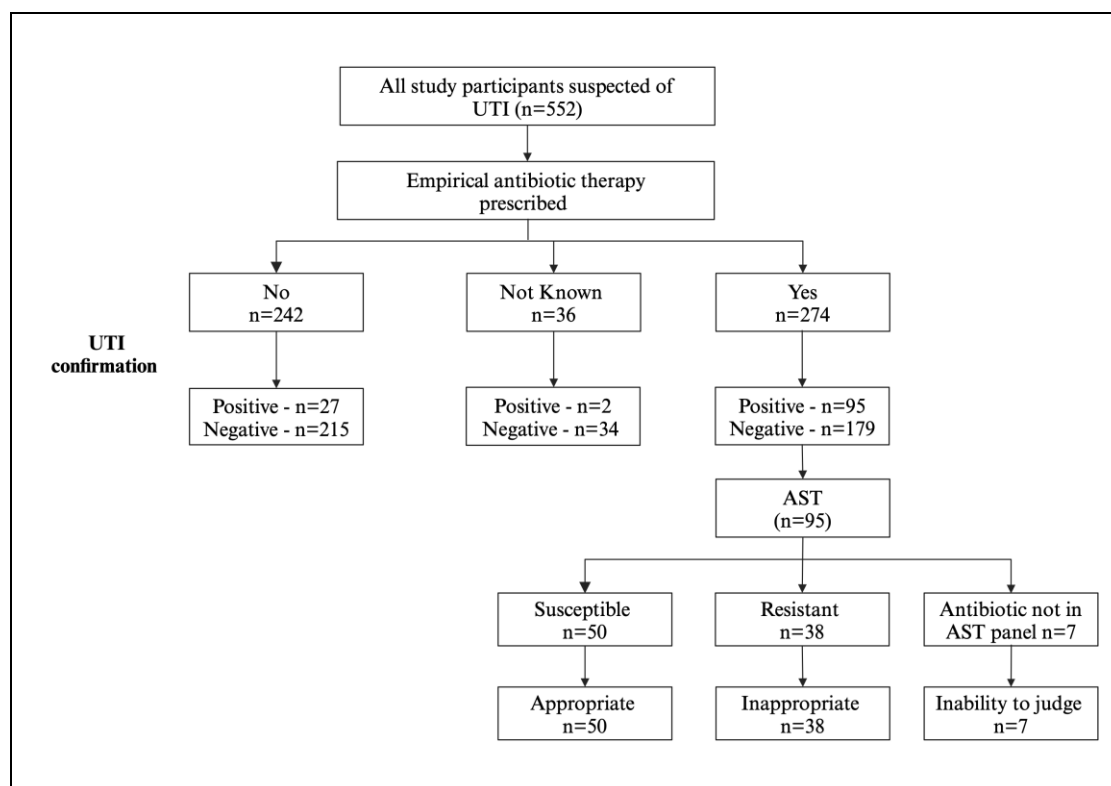 All study participants suspected of
UTI (n=552)
Empirical antibiotic therapy
prescribed
No
n=242
Not Known
n=36
Yes
n=274
UTI
confirmation
Positive - n=27
Negative - n=215
Positive - n=2
Negative - n=34
Positive - n=95
Negative - n=179
AST
(n=95)
Susceptible
n=50
Resistant
n=38
Antibiotic not in
AST panel n=7
Appropriate
n=50
Inappropriate
n=38
Inability to judge
n=7